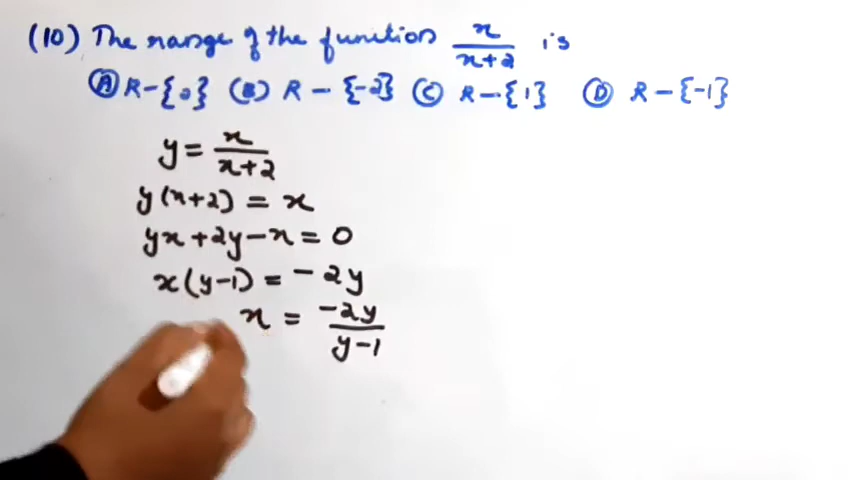 (10) The range of the function x/(x+2) is
(A) R-{2} (B) R-{-2} (C) R-{1} (D) R-{-1}
y = x/(x+2)
y(x+2) = x
yx+2y-x = 0
x(y-1) = -2y
x = -2y/(y-1)